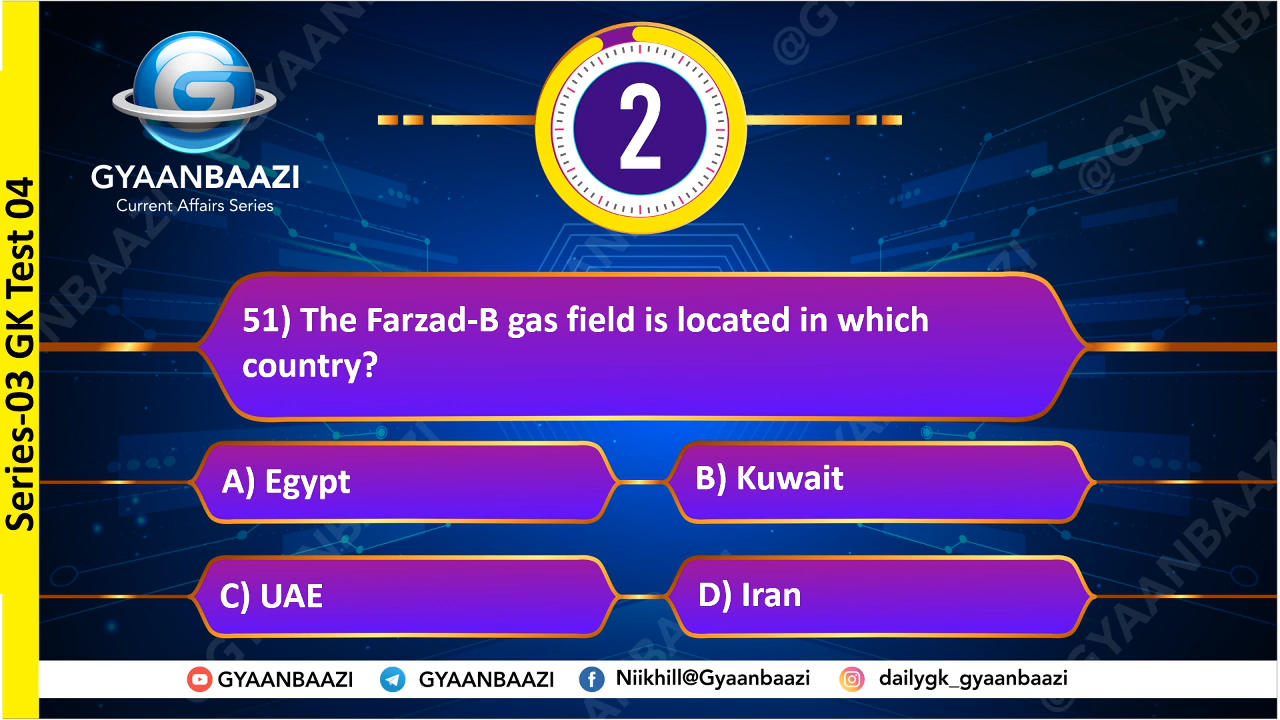 Series-03 GK Test 04
G
GYAANBAAZI
Current Affairs Series
2
51) The Farzad-B gas field is located in which
country?
A) Egypt
B) Kuwait
C) UAE
D) Iran
GYAANBAAZI
GYAANBAAZI
Niikhill@Gyaanbaazi
dailygk_gyaanbaazi
@GYAANBAAZI